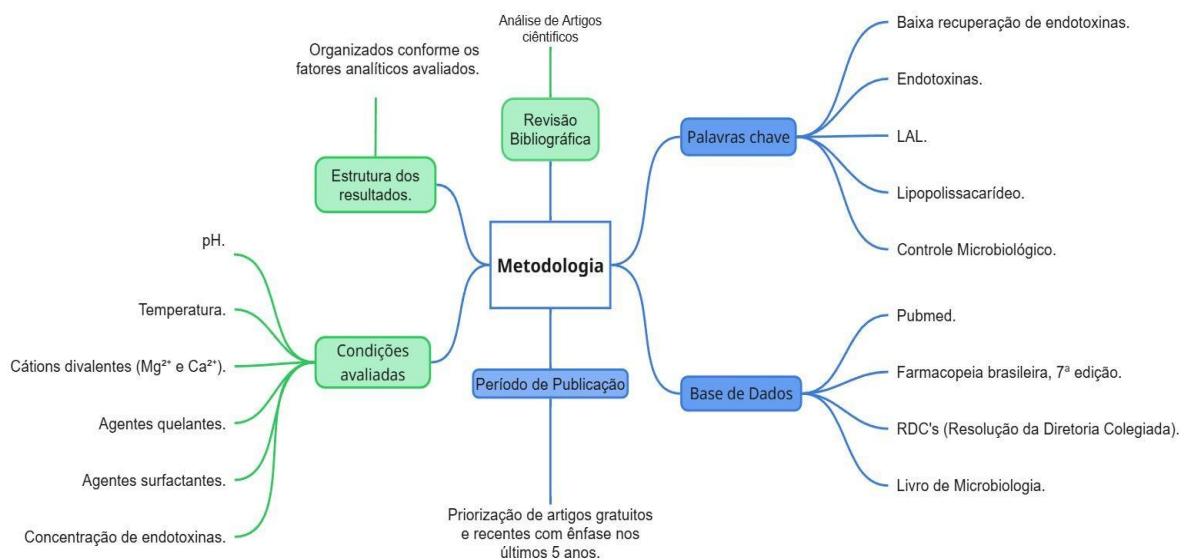 Análise de Artigos
ciêntificos
Organizados conforme os
fatores analíticos avaliados.
Revisão
Bibliográfica
Estrutura dos
resultados.
Metodologia
Palavras chave
Baixa recuperação de endotoxinas.
Endotoxinas.
LAL.
Lipopolissacarídeo.
Controle Microbiológico.
pH.
Temperatura.
Cátions divalentes (Mg²⁺ e Ca²⁺).
Agentes quelantes.
Agentes surfactantes.
Concentração de endotoxinas.
Condições
avaliadas
Período de Publicação
Priorização de artigos gratuitos
e recentes com ênfase nos
últimos 5 anos.
Base de Dados
Pubmed.
Farmacopeia brasileira, 7ª edição.
RDC's (Resolução da Diretoria Colegiada).
Livro de Microbiologia.